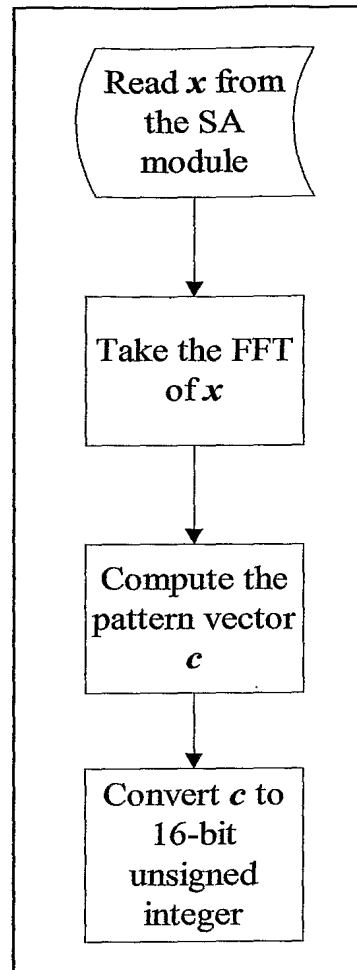 Read x from
the SA
module
Take the FFT
of x
Compute the
pattern vector
c
Convert c to
16-bit
unsigned
integer